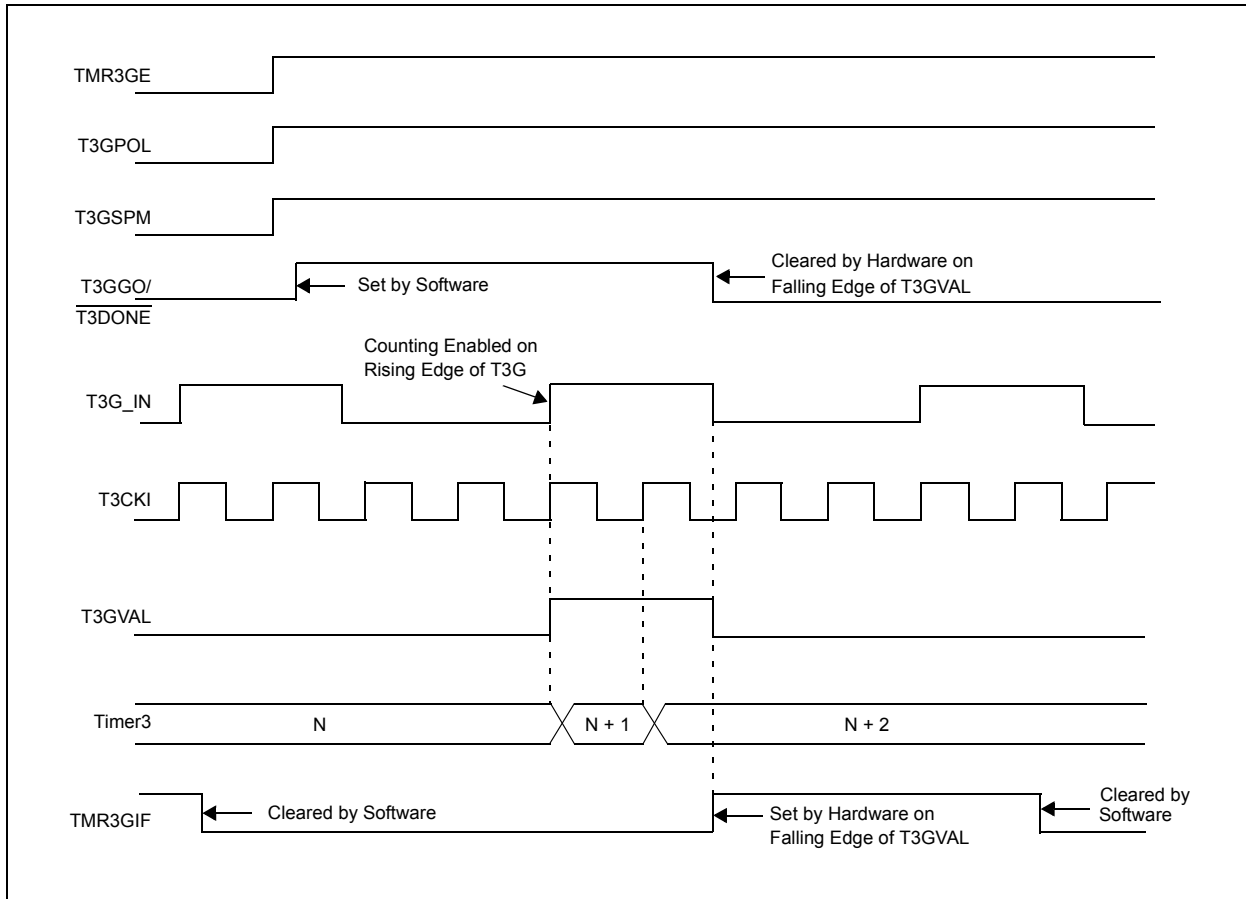 TMR3GE
T3GPOL
T3GSPM
T3GGO/
T3DONE
Set by Software
Cleared by Hardware on
Falling Edge of T3GVAL
Counting Enabled on
Rising Edge of T3G
T3G_IN
T3CKI
T3GVAL
Timer3
N
N + 1
N + 2
TMR3GIF
Cleared by Software
Set by Hardware on
Falling Edge of T3GVAL
Cleared by
Software